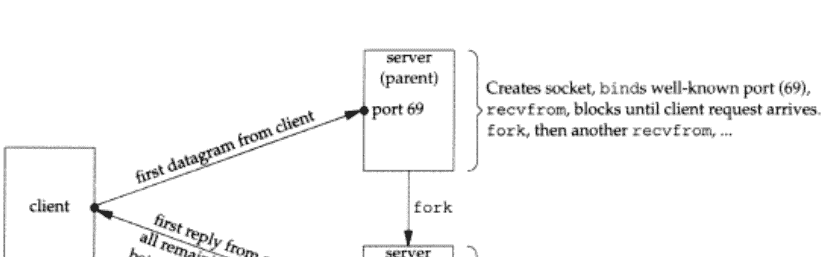 server
(parent)
port 69
Creates socket, binds well-known port (69),
recvfrom, blocks until client request arrives.
fork, then another recvfrom, ...
first datagram from client
client
fork
first reply from
all remain
server